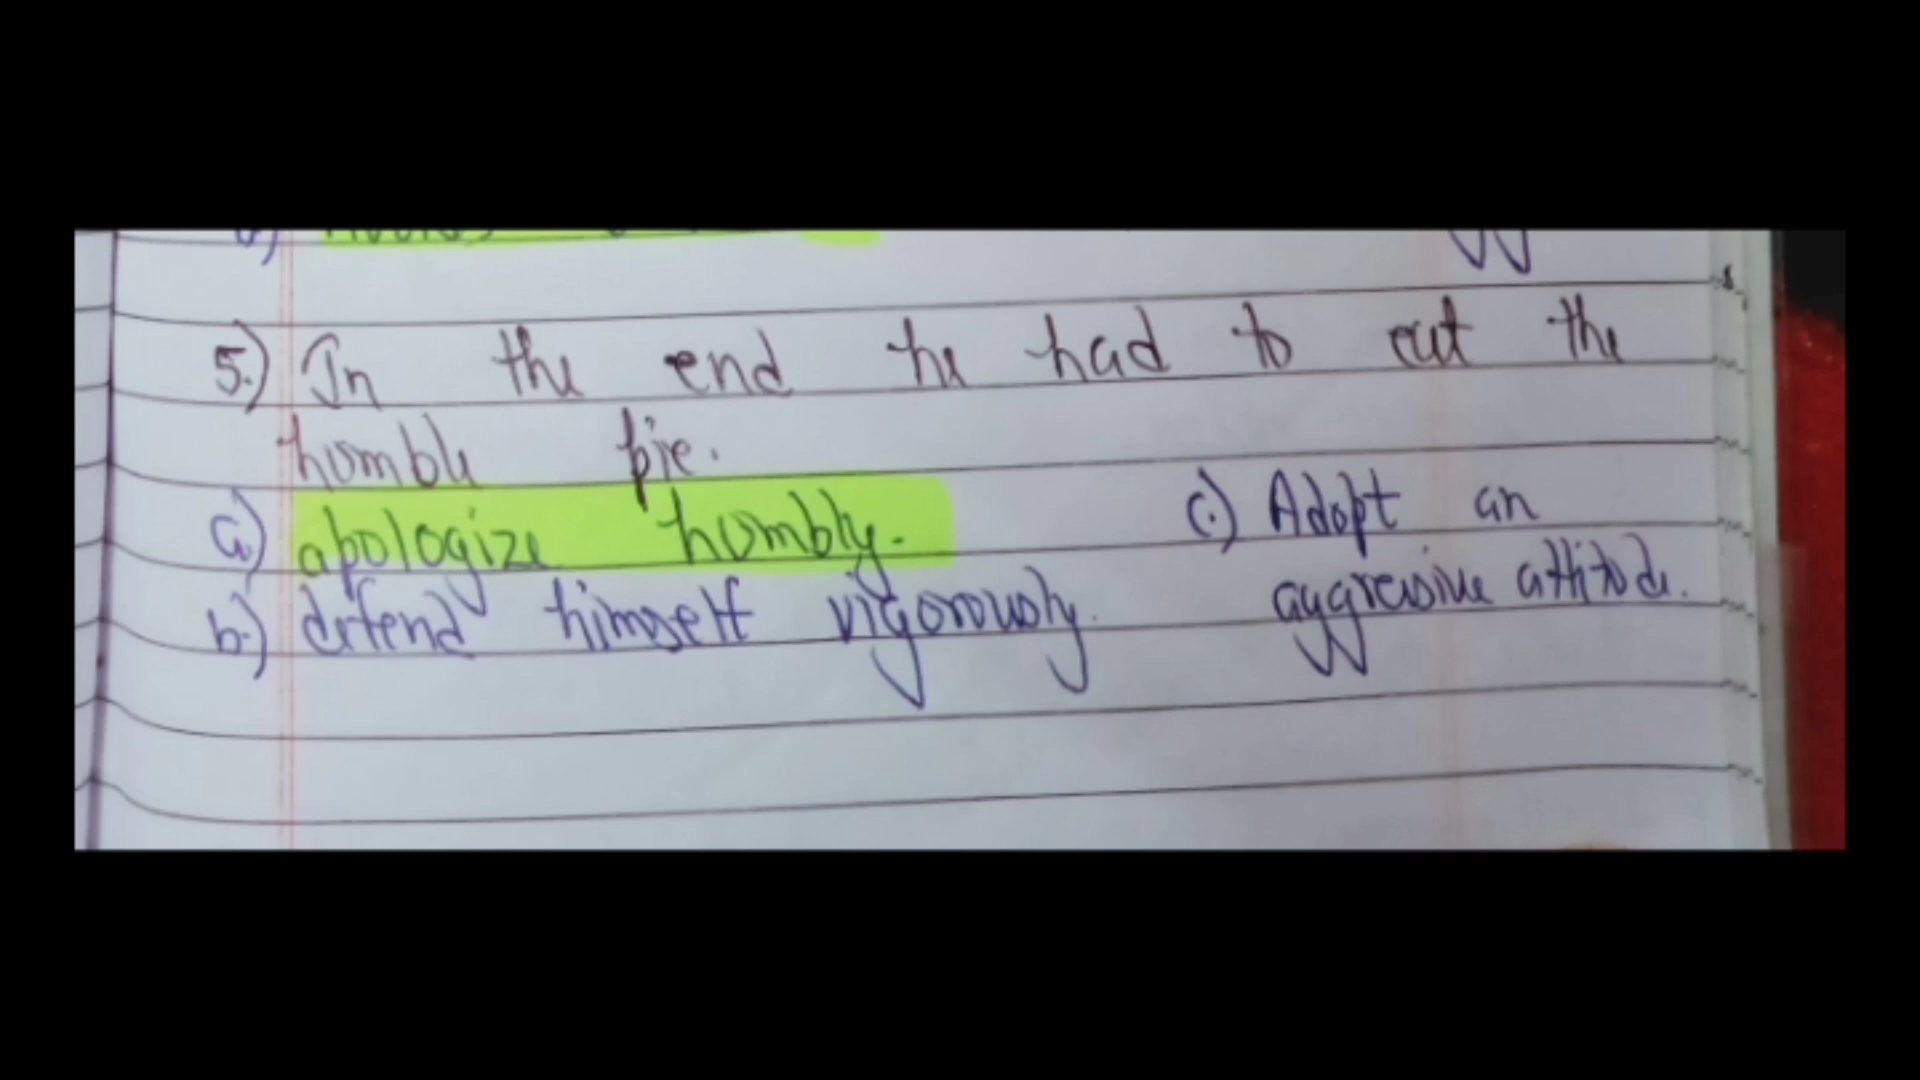 5.) In the end he had to eat the
humble pie.
a) apologize humbly.
b.) defend himself vigorously.
c.) Adopt an
aggressive attitude.